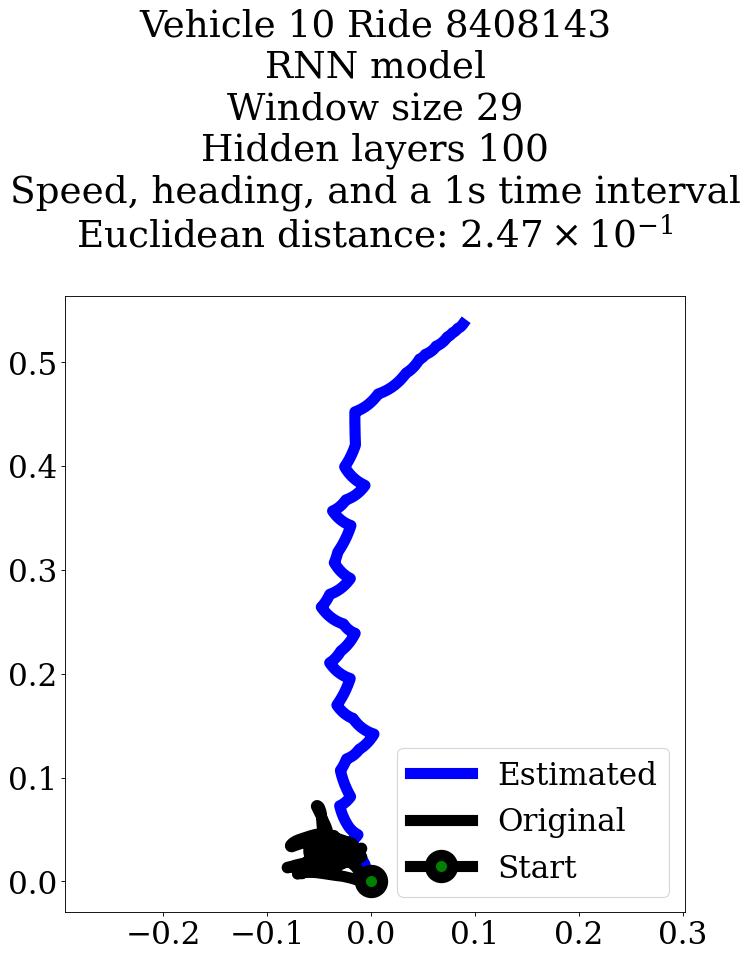 Vehicle 10 Ride 8408143
RNN model
Window size 29
Hidden layers 100
Speed, heading, and a 1s time interval
Euclidean distance: 2.47 × 10⁻¹
0.5
0.4
0.3
0.2
0.1
0.0
Estimated
Original
Start
−0.2 −0.1 0.0 0.1 0.2 0.3